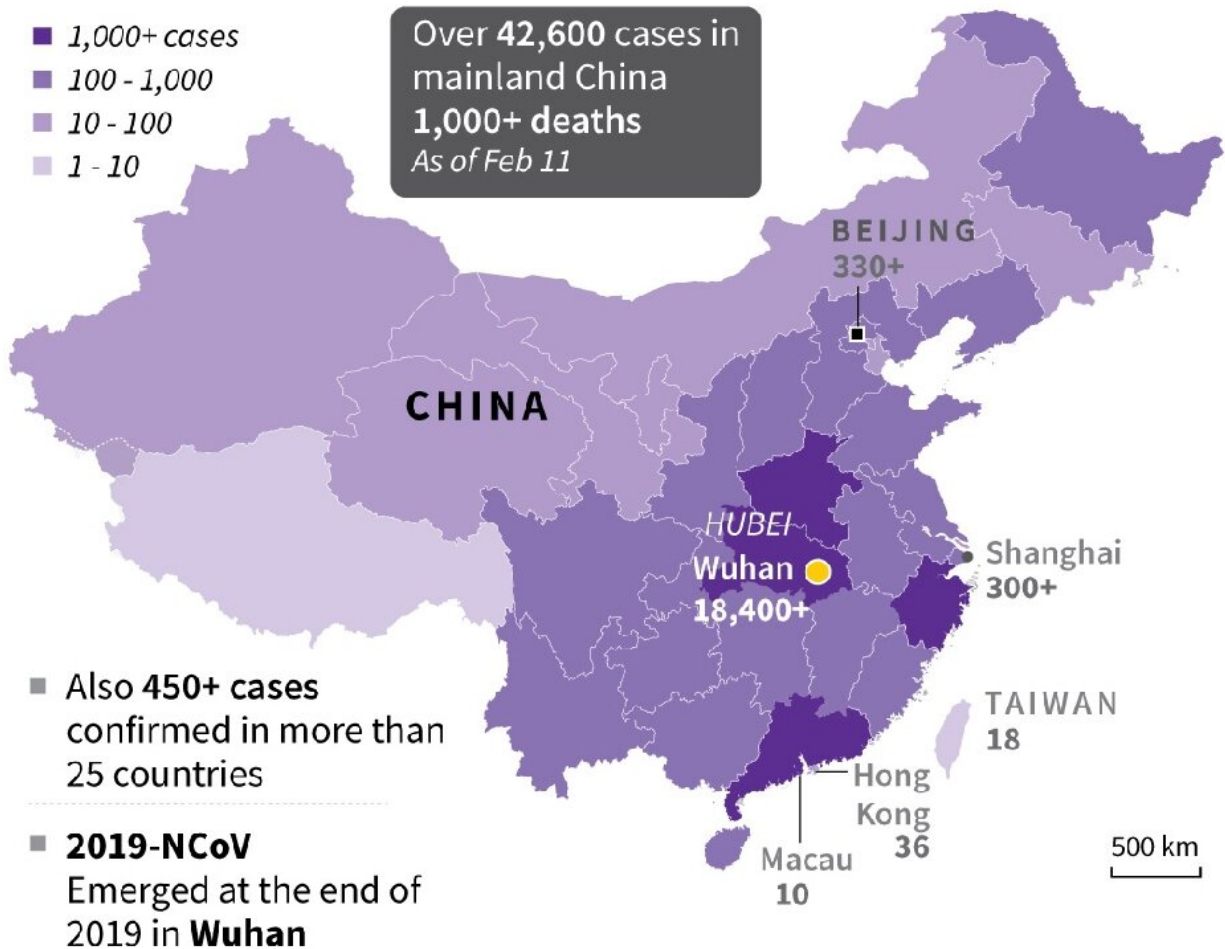 1,000+ cases
100 - 1,000
10 - 100
1 - 10
Over 42,600 cases in
mainland China
1,000+ deaths
As of Feb 11
BEIJING
330+
CHINA
HUBEI
Wuhan
18,400+
Shanghai
300+
TAIWAN
18
Hong
Kong
36
Macau
10
Also 450+ cases
confirmed in more than
25 countries
2019-NCoV
Emerged at the end of
2019 in Wuhan
500 km